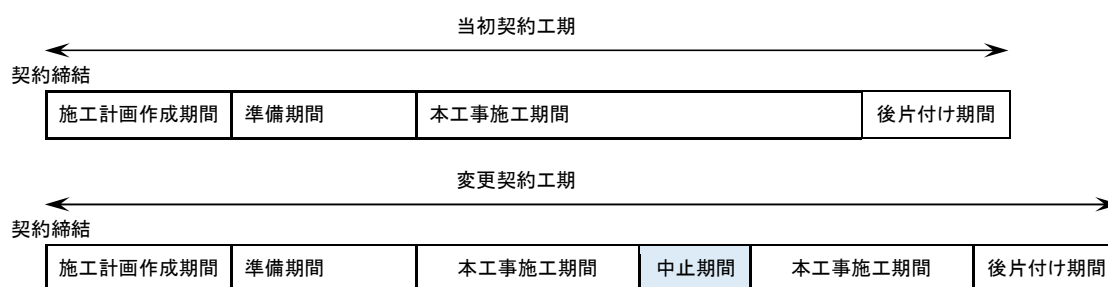 当初契約工期
契約締結
施工計画作成期間 準備期間 本工事施工期間 後片付け期間
変更契約工期
契約締結
施工計画作成期間 準備期間 本工事施工期間 中止期間 本工事施工期間 後片付け期間